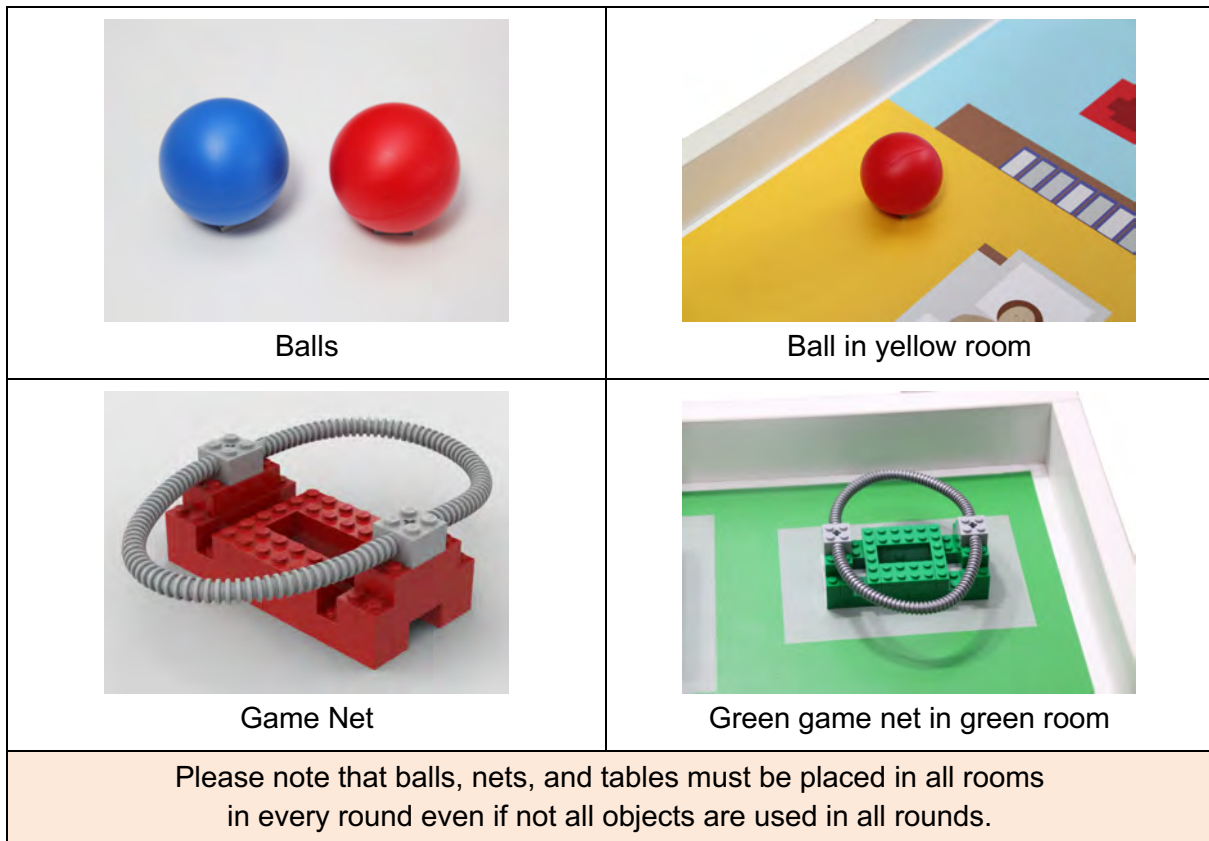 Balls
Ball in yellow room
Game Net
Green game net in green room
Please note that balls, nets, and tables must be placed in all rooms
in every round even if not all objects are used in all rounds.